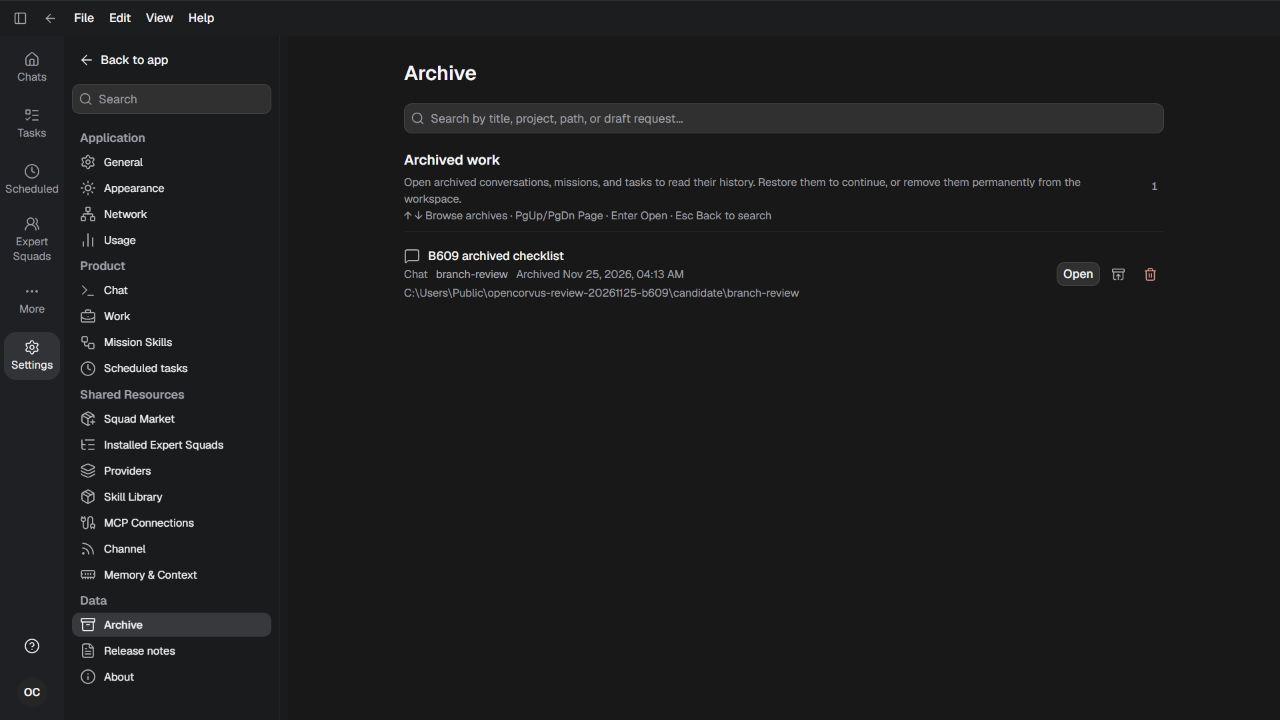 File Edit View Help
Chats
Tasks
Scheduled
Expert
Squads
More
Settings
OC
Back to app
Search
Application
General
Appearance
Network
Usage
Product
Chat
Work
Mission Skills
Scheduled tasks
Shared Resources
Squad Market
Installed Expert Squads
Providers
Skill Library
MCP Connections
Channel
Memory & Context
Data
Archive
Release notes
About
Archive
Search by title, project, path, or draft request...
Archived work
Open archived conversations, missions, and tasks to read their history. Restore them to continue, or remove them permanently from the
workspace.
1
↑ ↓ Browse archives · PgUp/PgDn Page · Enter Open · Esc Back to search
B609 archived checklist
Chat branch-review Archived Nov 25, 2026, 04:13 AM
C:\Users\Public\opencorvus-review-20261125-b609\candidate\branch-review
Open